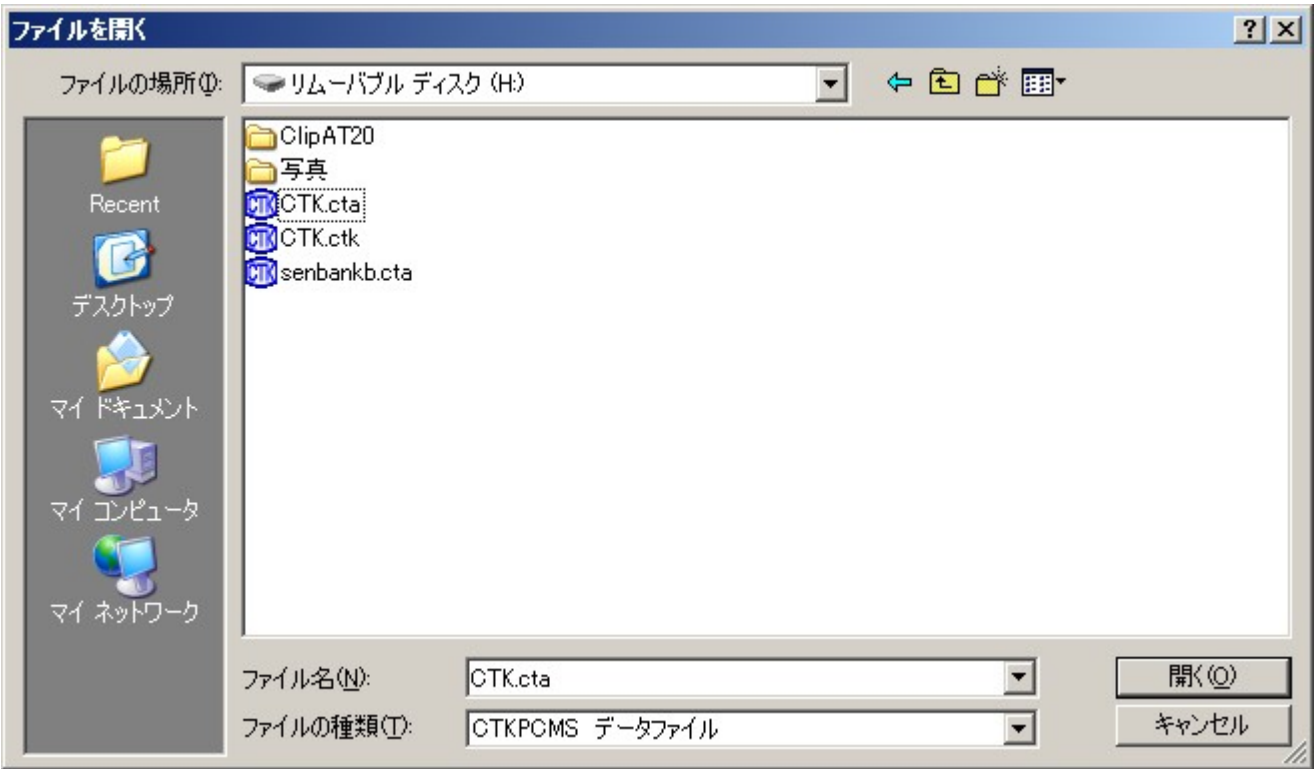 ファイルを開く
ファイルの場所(I):
リムーバブル ディスク (H:)
Recent
デスクトップ
マイ ドキュメント
マイ コンピュータ
マイ ネットワーク
ClipAT20
写真
CTK CTK.cta
CTK CTK.ctk
CTK senbankb.cta
ファイル名(N):
CTK.cta
開く(O)
ファイルの種類(T):
CTKPCMS データファイル
キャンセル